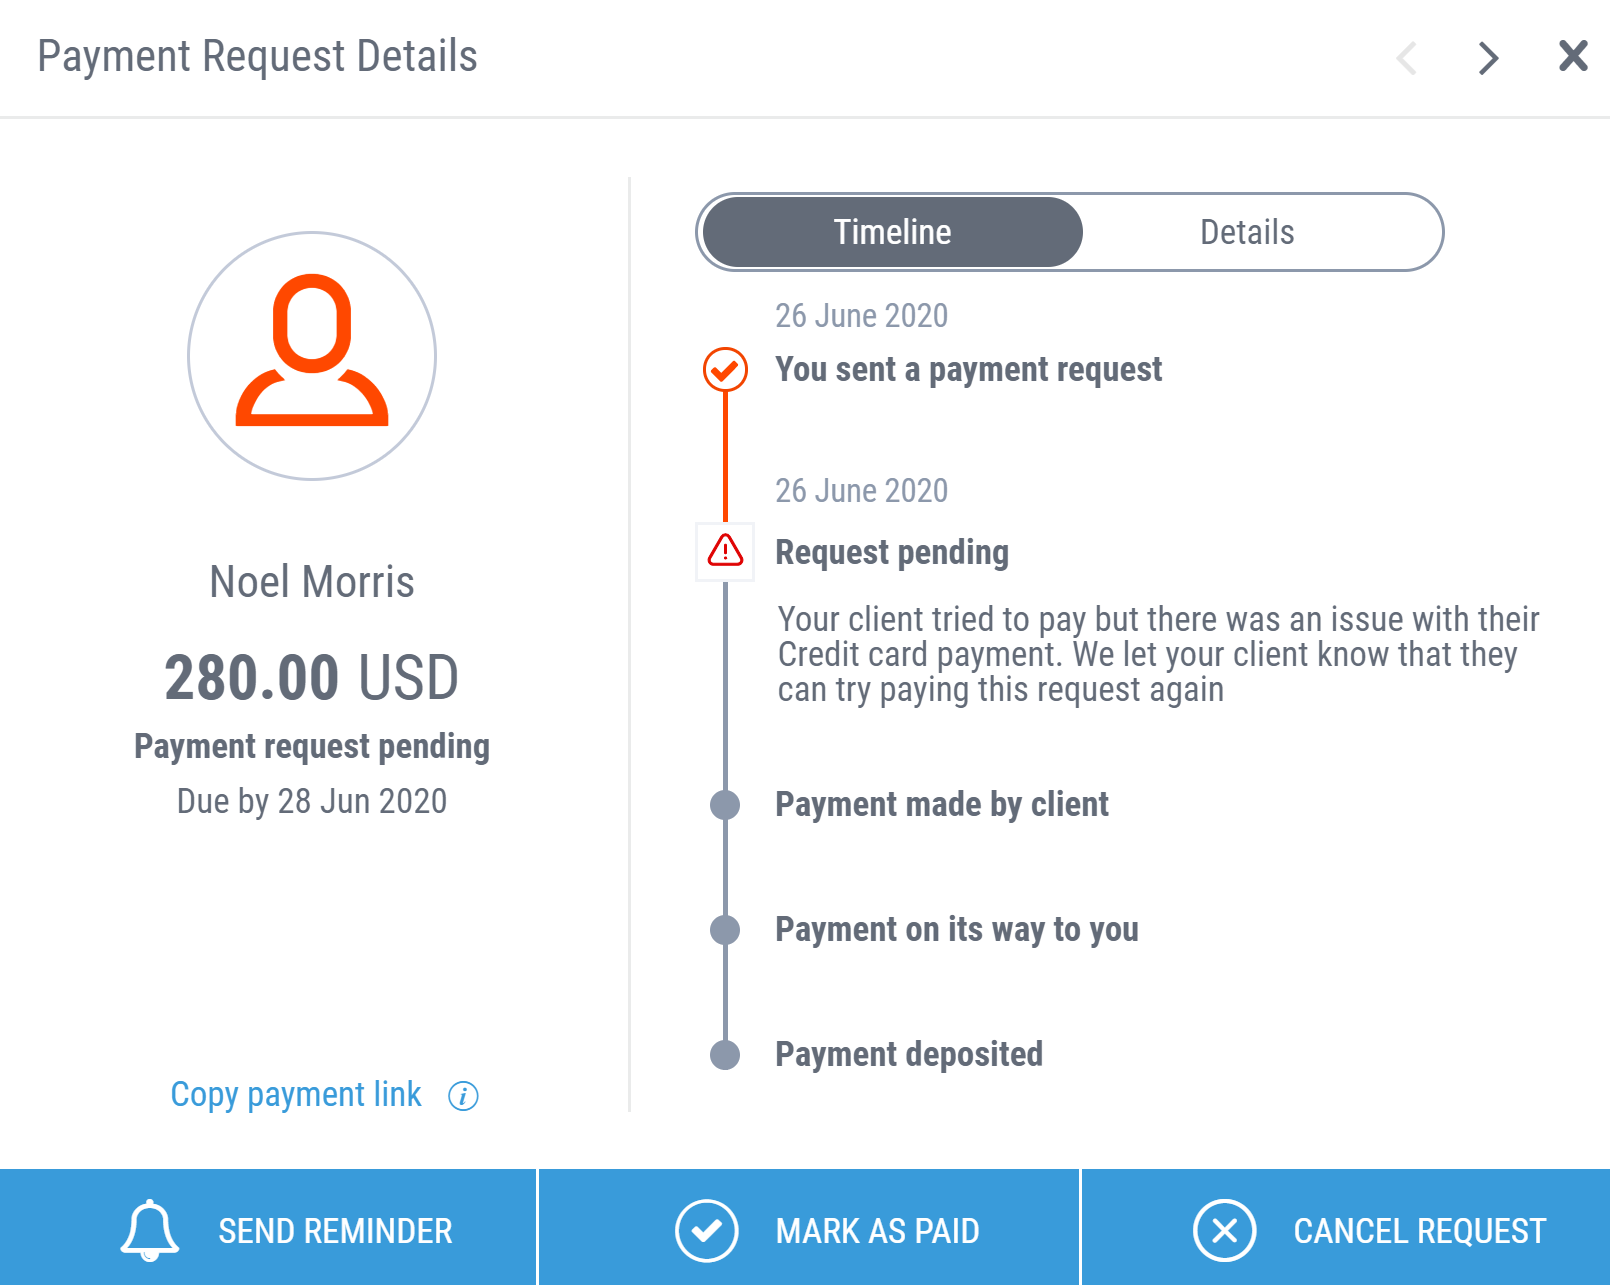 Payment Request Details
Noel Morris
280.00 USD
Payment request pending
Due by 28 Jun 2020
Copy payment link i
Timeline Details
26 June 2020
You sent a payment request
26 June 2020
Request pending
Your client tried to pay but there was an issue with their
Credit card payment. We let your client know that they
can try paying this request again
Payment made by client
Payment on its way to you
Payment deposited
SEND REMINDER MARK AS PAID CANCEL REQUEST